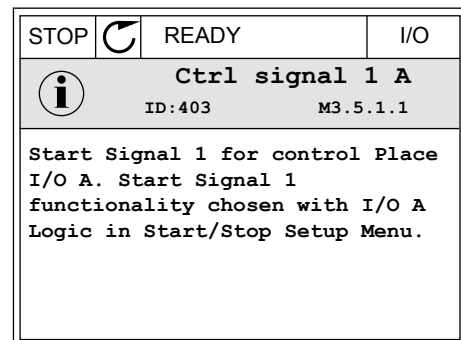 STOP READY I/O
Ctrl signal 1 A
ID:403 M3.5.1.1
Start Signal 1 for control Place
I/O A. Start Signal 1
functionality chosen with I/O A
Logic in Start/Stop Setup Menu.